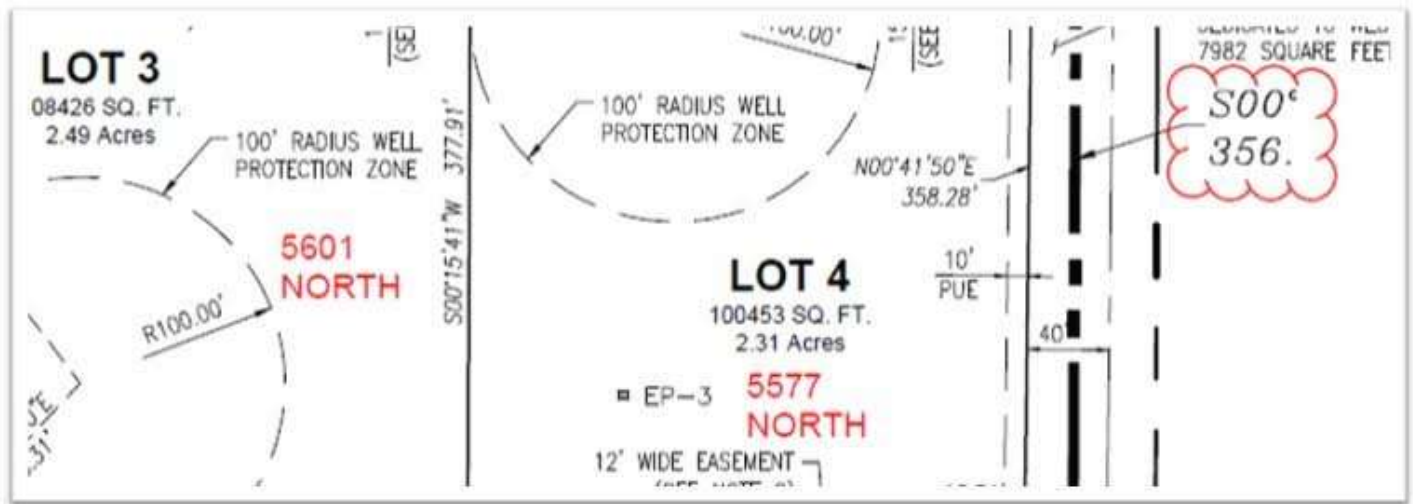 LOT 3
08426 SQ. FT.
2.49 Acres
100' RADIUS WELL
PROTECTION ZONE
5601
NORTH
R100.00'
S00°15'41"W 377.91'
100.00'
100' RADIUS WELL
PROTECTION ZONE
LOT 4
100453 SQ. FT.
2.31 Acres
EP-3
5577
NORTH
12' WIDE EASEMENT
N00°41'50"E
358.28'
10'
PUE
40'
7982 SQUARE FEET
S00°
356.
(SEE